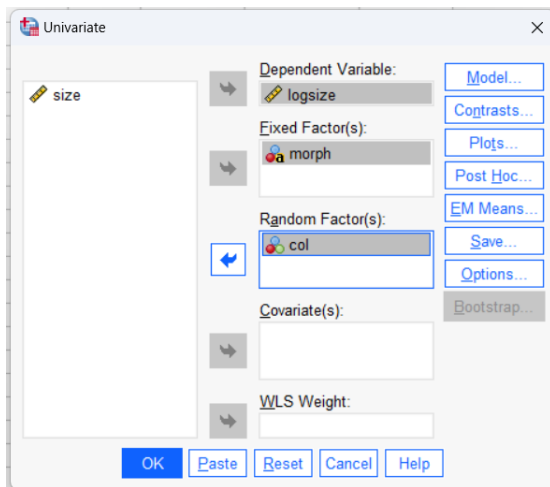 Univariate
size
Dependent Variable:
logsize
Fixed Factor(s):
morph
Random Factor(s):
col
Covariate(s):
WLS Weight:
Model...
Contrasts...
Plots...
Post Hoc...
EM Means...
Save...
Options...
Bootstrap...
OK
Paste
Reset
Cancel
Help